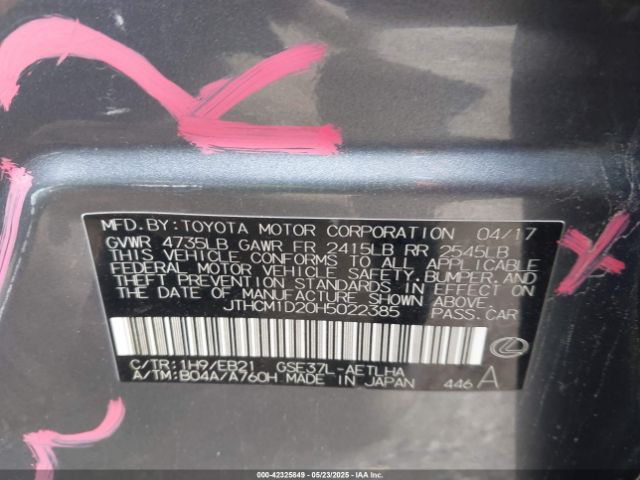 MFD.BY:TOYOTA MOTOR CORPORATION 04/17
GVWR 4735LB GAWR FR 2415LB RR 2545LB
THIS VEHICLE CONFORMS TO ALL APPLICABLE
FEDERAL MOTOR VEHICLE SAFETY, BUMPER, AND
THEFT PREVENTION STANDARDS IN EFFECT ON
THE DATE OF MANUFACTURE SHOWN ABOVE.
JTHCM1D20H5022385 PASS.CAR
C/TR:1H9/EB21 GSE37L-AETLHA
A/TM:B04A/A760H MADE IN JAPAN 446 A
000-42325849 - 05/23/2025 - IAA Inc.